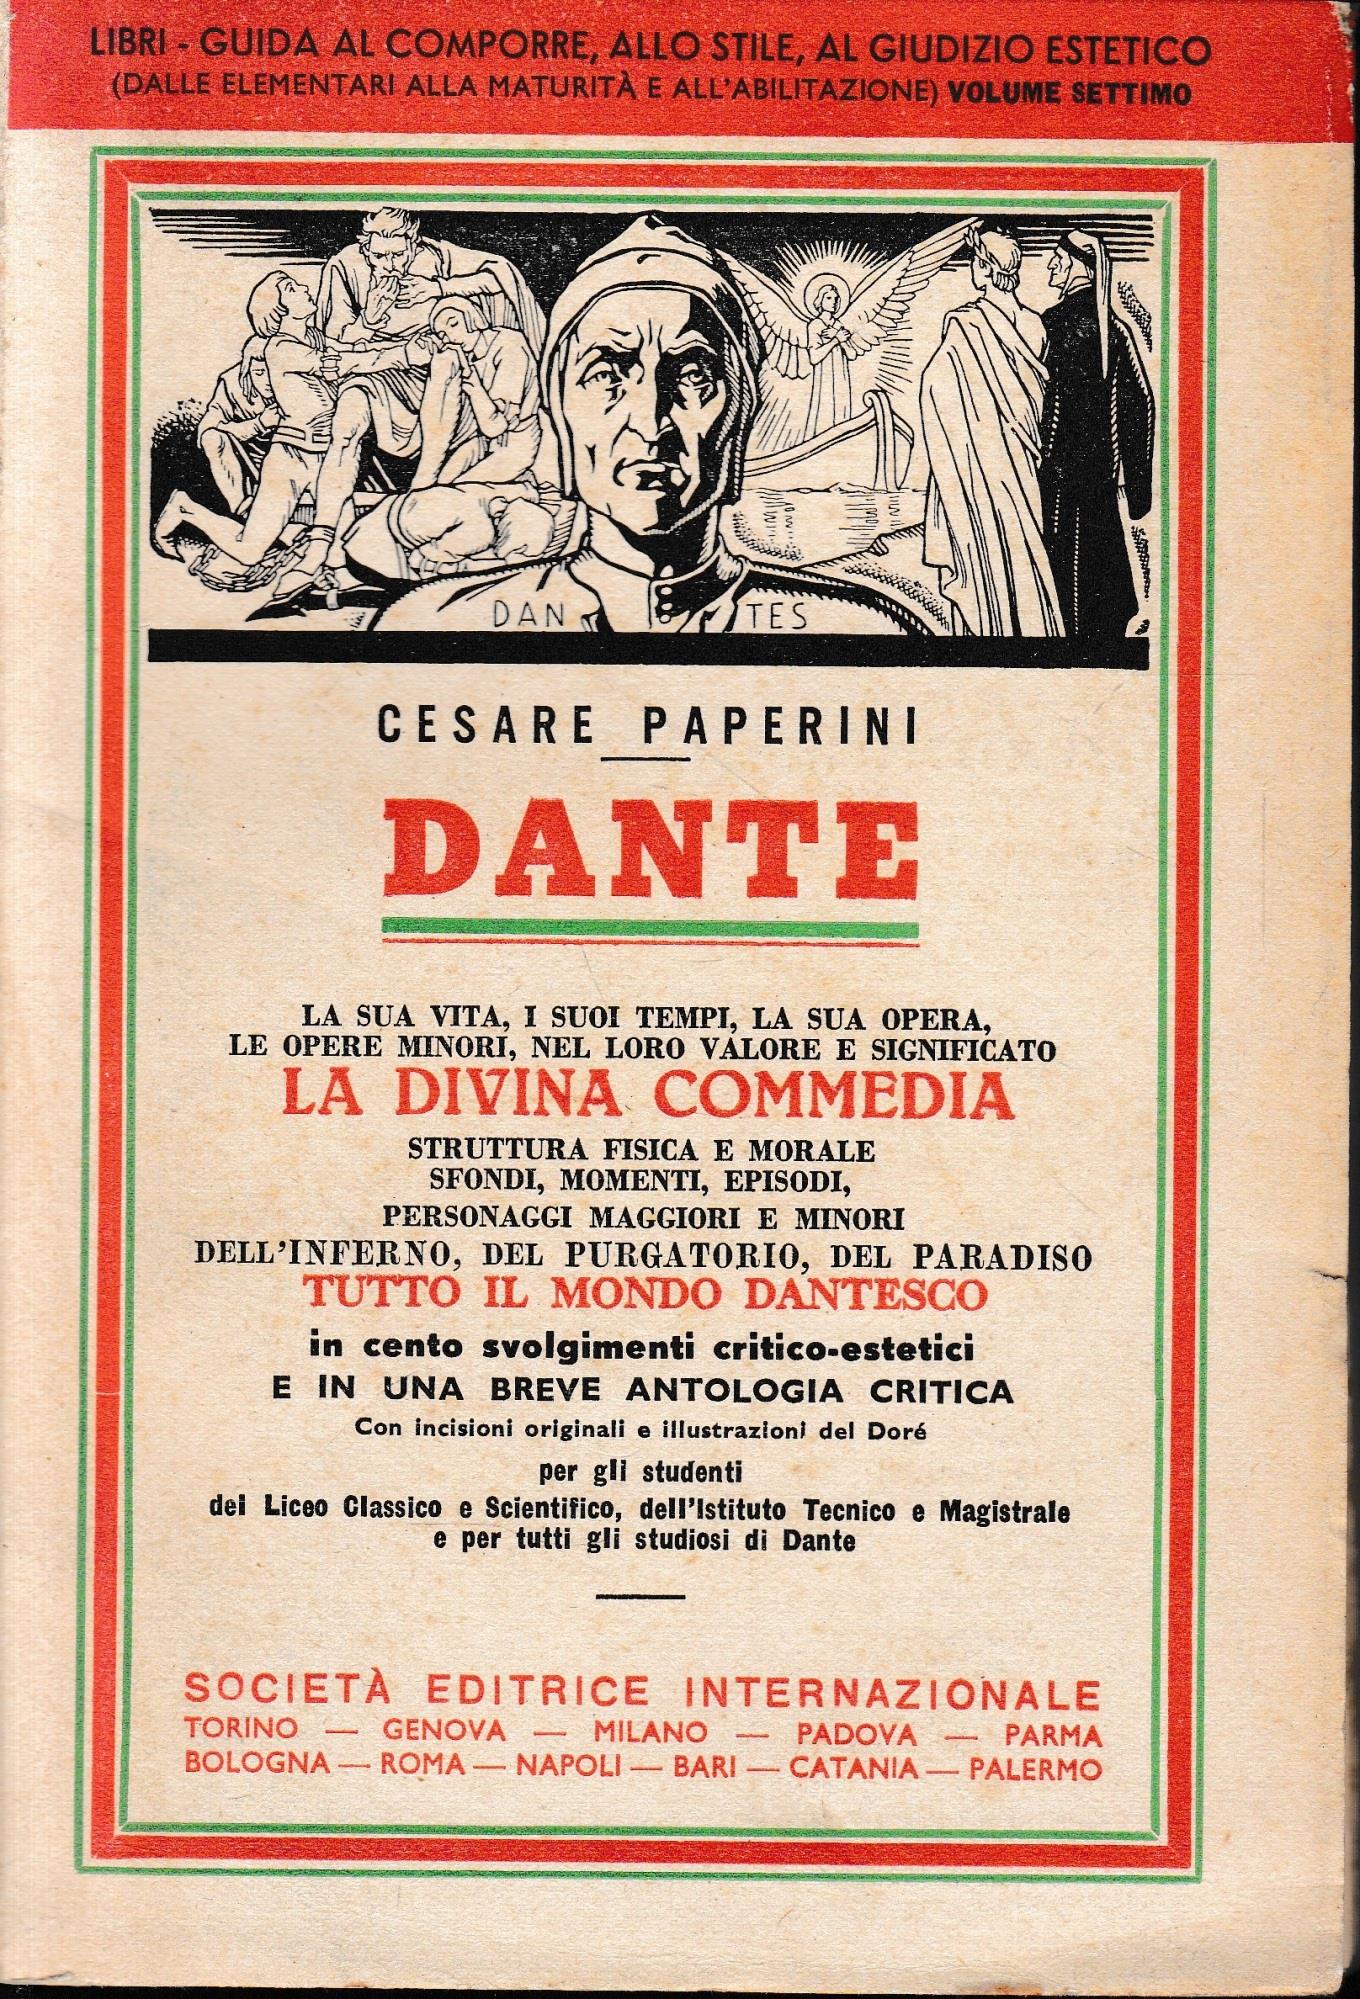 LIBRI - GUIDA AL COMPORRE, ALLO STILE, AL GIUDIZIO ESTETICO
(DALLE ELEMENTARI ALLA MATURITÀ E ALL'ABILITAZIONE) VOLUME SETTIMO
DANTES
CESARE PAPERINI
DANTE
LA SUA VITA, I SUOI TEMPI, LA SUA OPERA,
LE OPERE MINORI, NEL LORO VALORE E SIGNIFICATO
LA DIVINA COMMEDIA
STRUTTURA FISICA E MORALE
SFONDI, MOMENTI, EPISODI,
PERSONAGGI MAGGIORI E MINORI
DELL'INFERNO, DEL PURGATORIO, DEL PARADISO
TUTTO IL MONDO DANTESCO
in cento svolgimenti critico-estetici
E IN UNA BREVE ANTOLOGIA CRITICA
Con incisioni originali e illustrazioni del Doré
per gli studenti
del Liceo Classico e Scientifico, dell'Istituto Tecnico e Magistrale
e per tutti gli studiosi di Dante
SOCIETÀ EDITRICE INTERNAZIONALE
TORINO — GENOVA — MILANO — PADOVA — PARMA
BOLOGNA — ROMA — NAPOLI — BARI — CATANIA — PALERMO